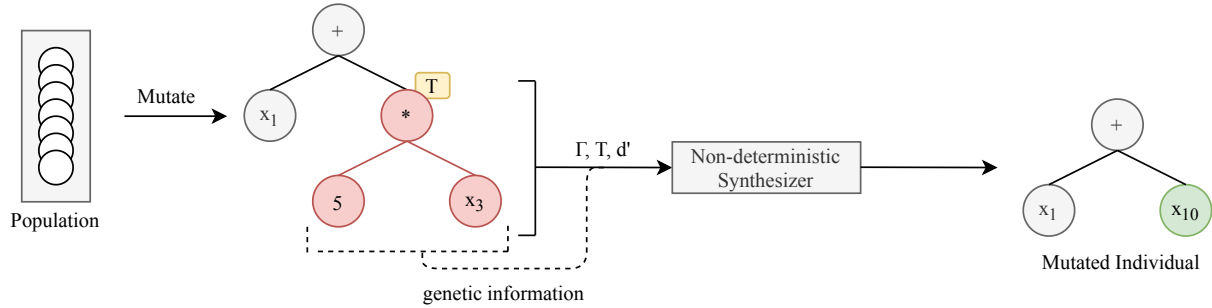 Population
Mutate
+
x1
T
*
5
x3
genetic information
Γ, T, d'
Non-deterministic
Synthesizer
+
x1
x10
Mutated Individual